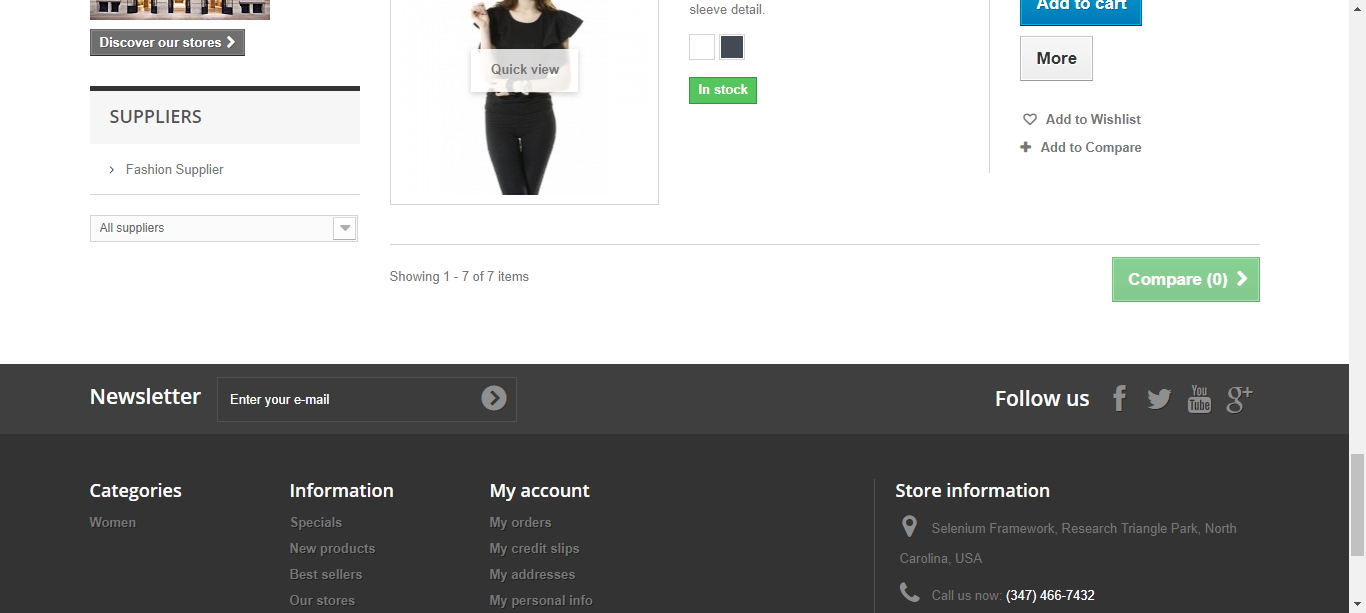 Discover our stores
SUPPLIERS
Fashion Supplier
All suppliers
Quick view
sleeve detail.
In stock
Add to cart
More
Add to Wishlist
Add to Compare
Showing 1 - 7 of 7 items
Compare (0)
Newsletter
Enter your e-mail
Follow us
You
Tube
g+
Categories
Women
Information
Specials
New products
Best sellers
Our stores
My account
My orders
My credit slips
My addresses
My personal info
Store information
Selenium Framework, Research Triangle Park, North
Carolina, USA
Call us now: (347) 466-7432